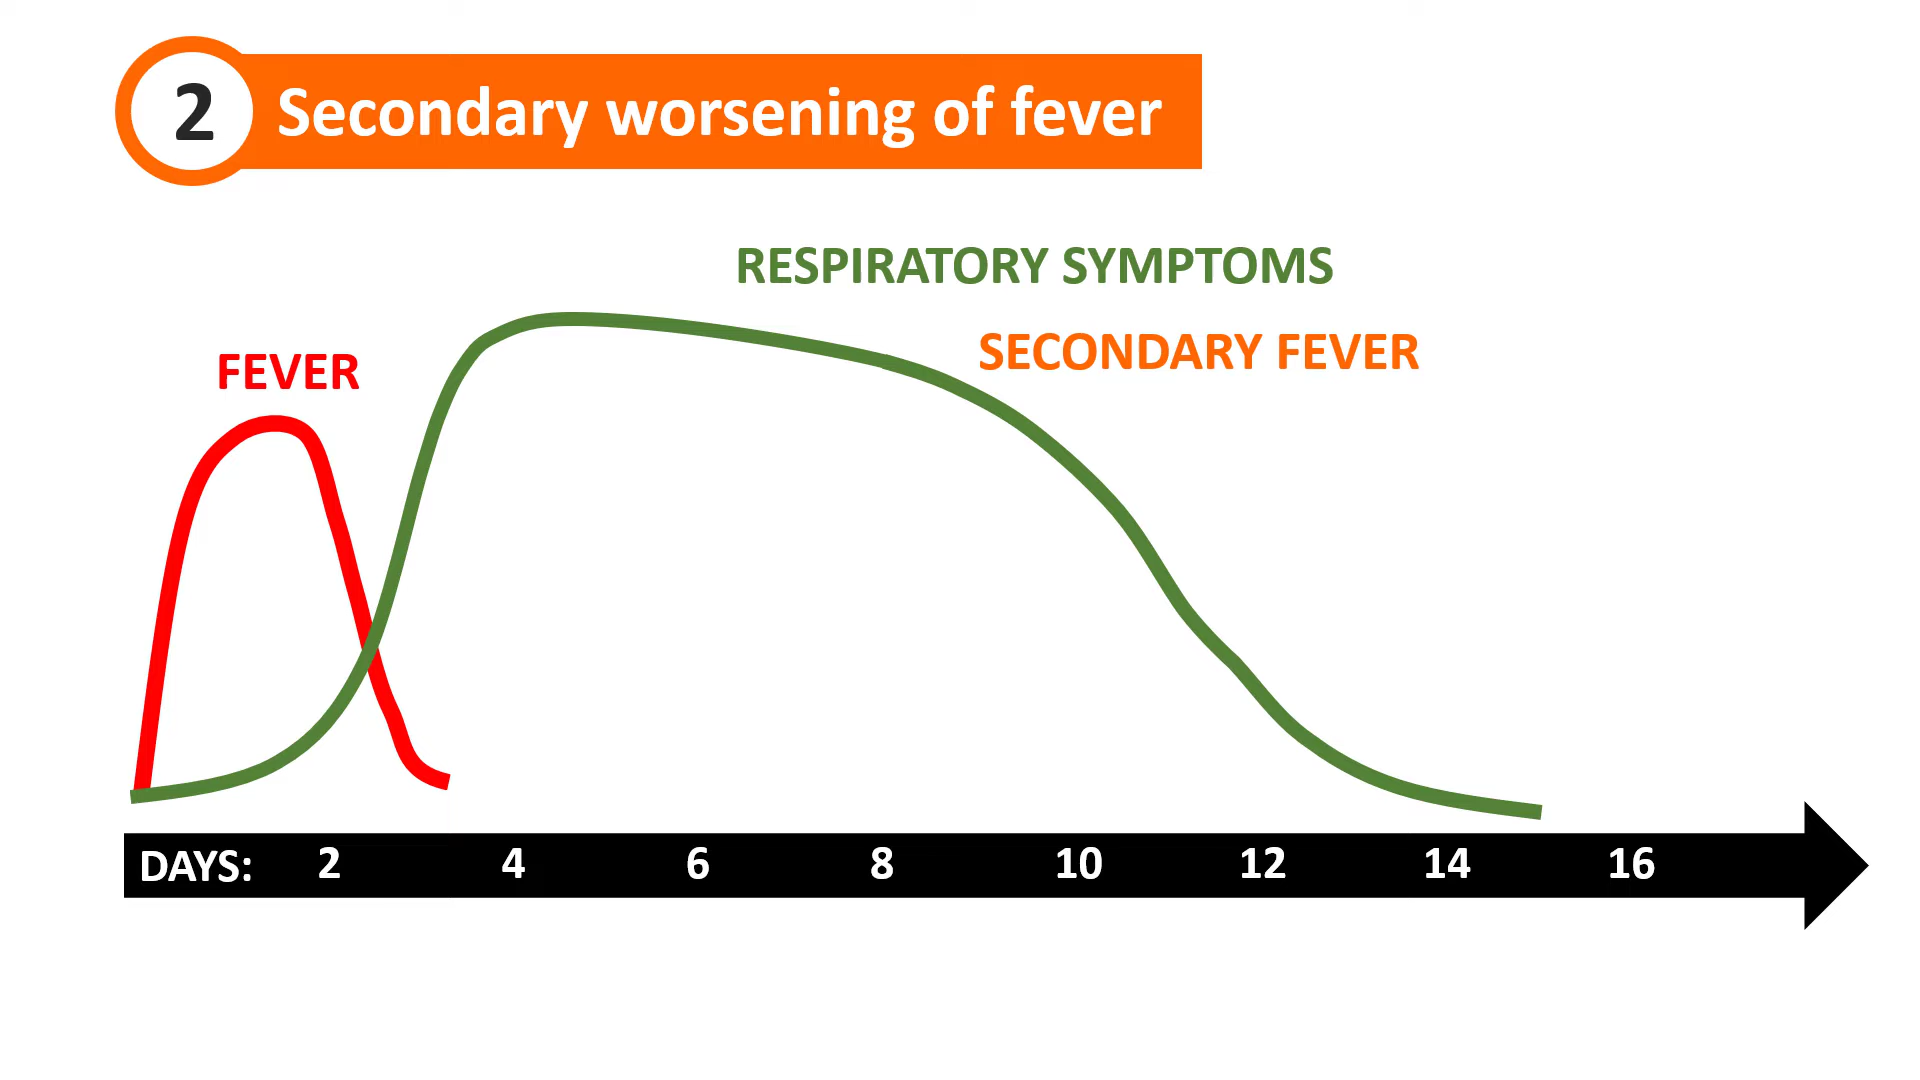 2
Secondary worsening of fever
RESPIRATORY SYMPTOMS
SECONDARY FEVER
FEVER
DAYS: 2 4 6 8 10 12 14 16